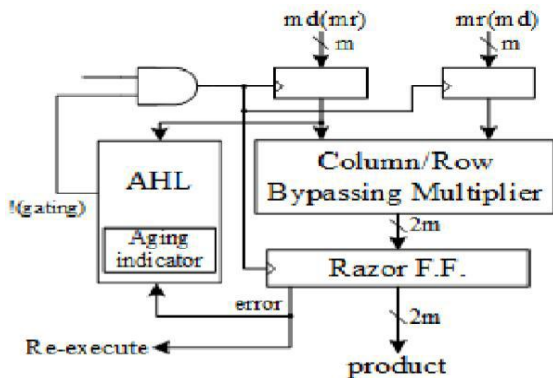 md(mr)
mr(md)
m
m
AHL
Column/Row
Bypassing Multiplier
!(gating)
Aging
indicator
2m
Razor F.F.
error
2m
Re-execute
product